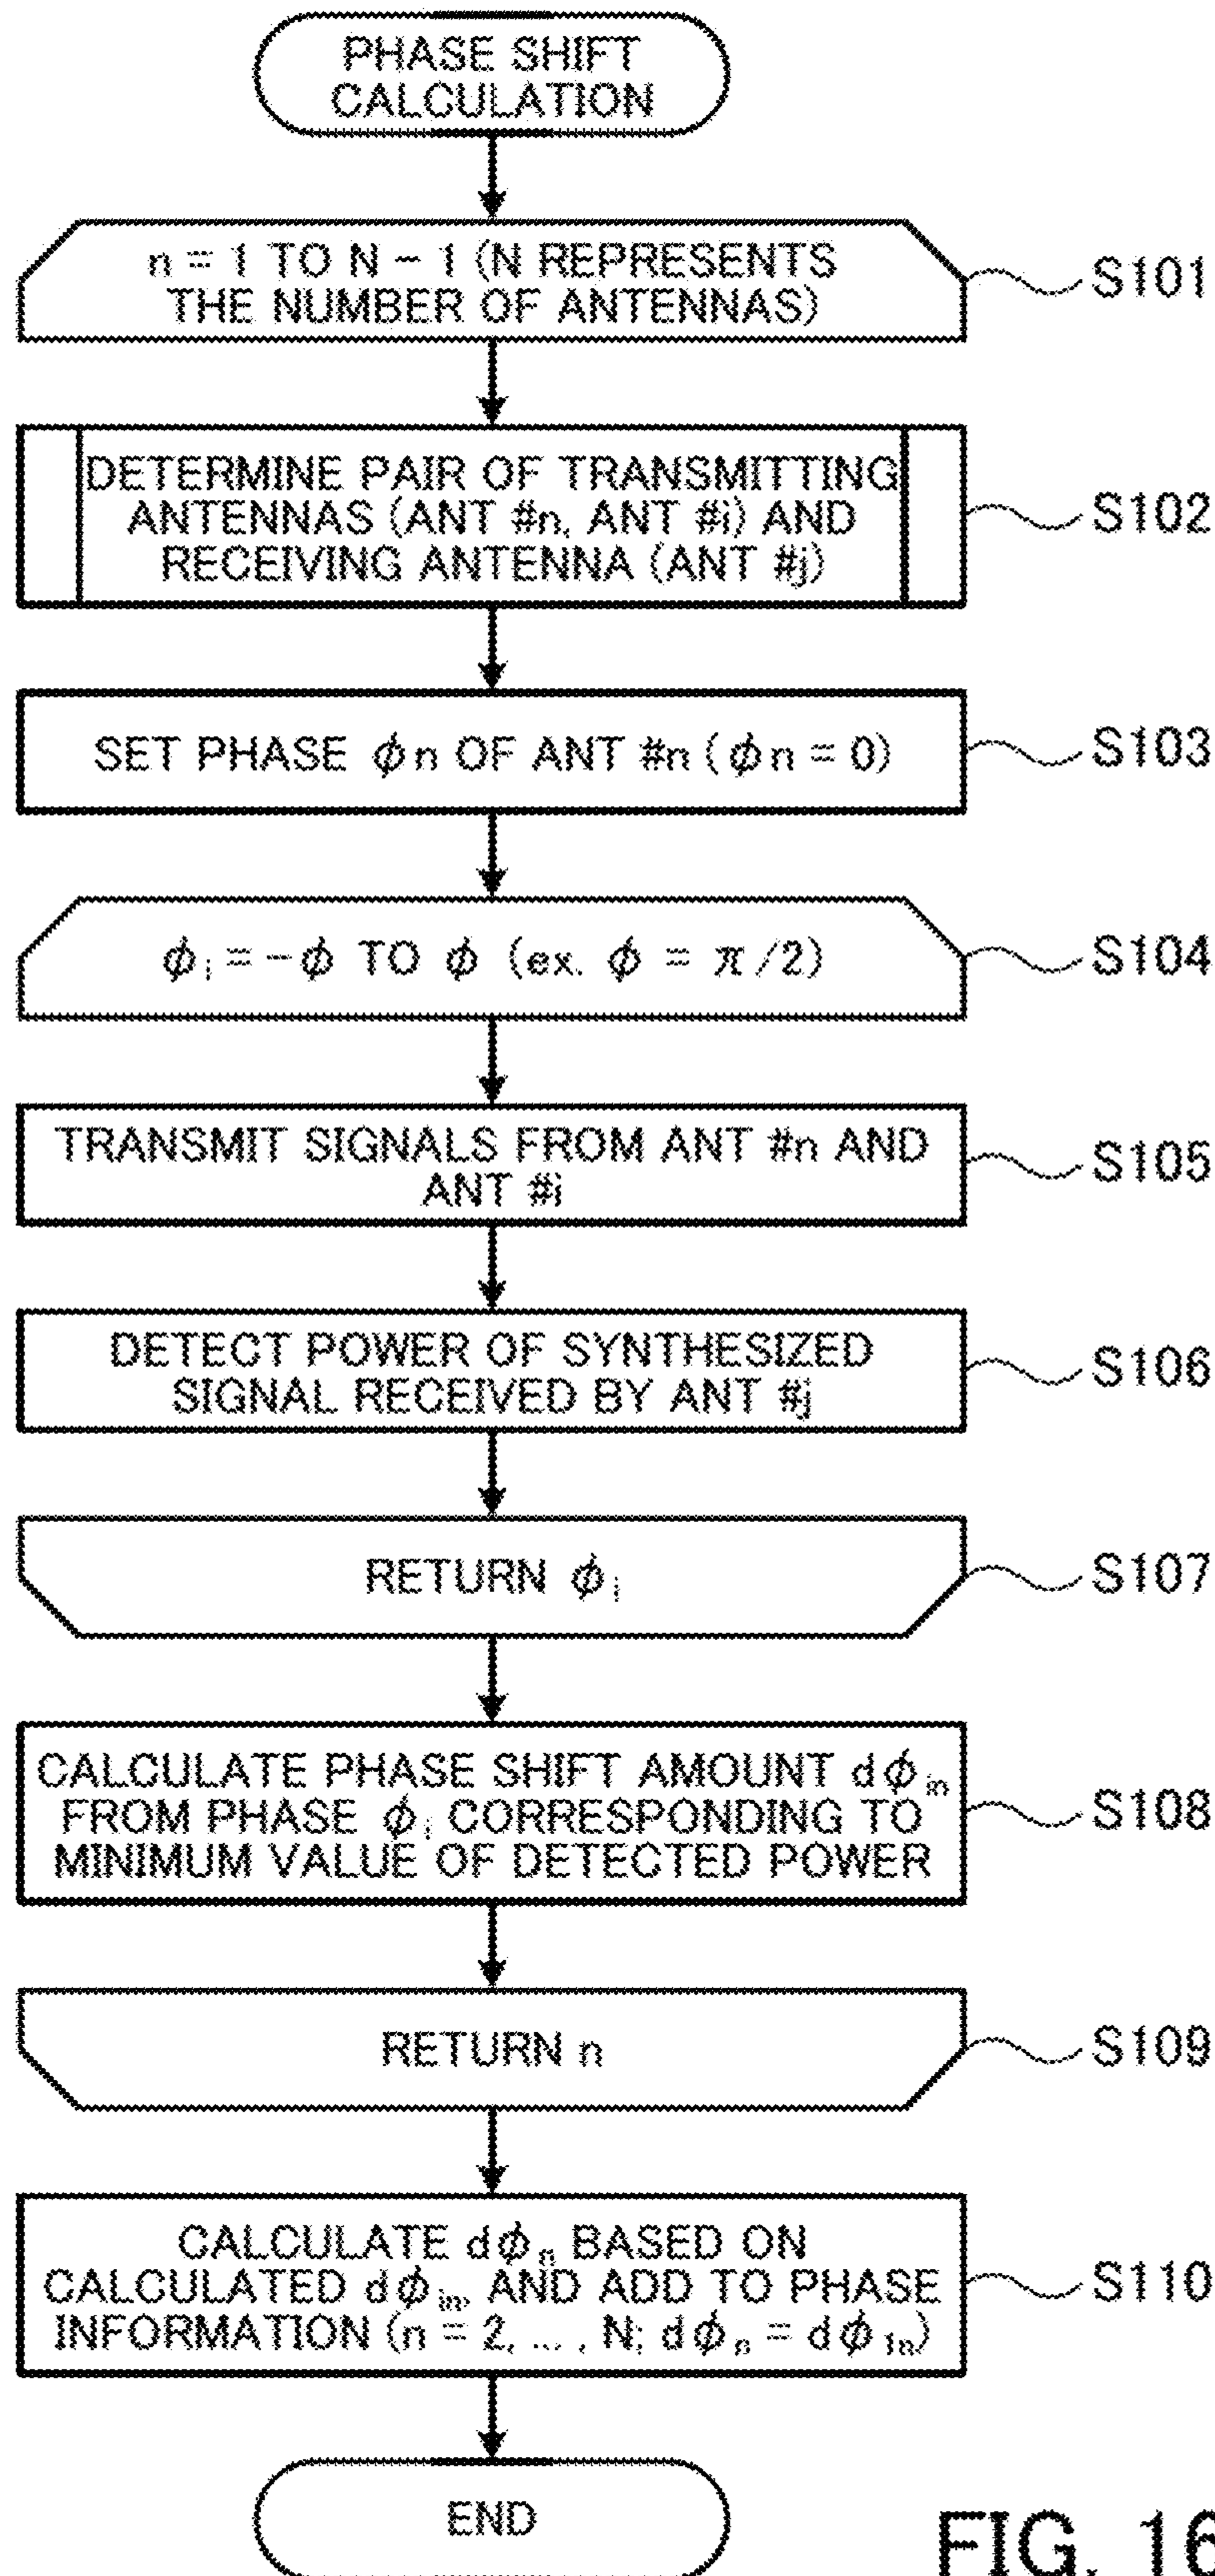 PHASE SHIFT
CALCULATION
n = 1 TO N − 1 (N REPRESENTS
THE NUMBER OF ANTENNAS)
S101
DETERMINE PAIR OF TRANSMITTING
ANTENNAS (ANT #n, ANT #i) AND
RECEIVING ANTENNA (ANT #j)
S102
SET PHASE ϕn OF ANT #n (ϕn = 0)
S103
ϕi = −ϕ TO ϕ (ex. ϕ = π/2)
S104
TRANSMIT SIGNALS FROM ANT #n AND
ANT #i
S105
DETECT POWER OF SYNTHESIZED
SIGNAL RECEIVED BY ANT #j
S106
RETURN ϕi
S107
CALCULATE PHASE SHIFT AMOUNT dϕin
FROM PHASE ϕi CORRESPONDING TO
MINIMUM VALUE OF DETECTED POWER
S108
RETURN n
S109
CALCULATE dϕn BASED ON
CALCULATED dϕin, AND ADD TO PHASE
INFORMATION (n = 2, ... , N; dϕn = dϕ1n)
S110
END
FIG. 16